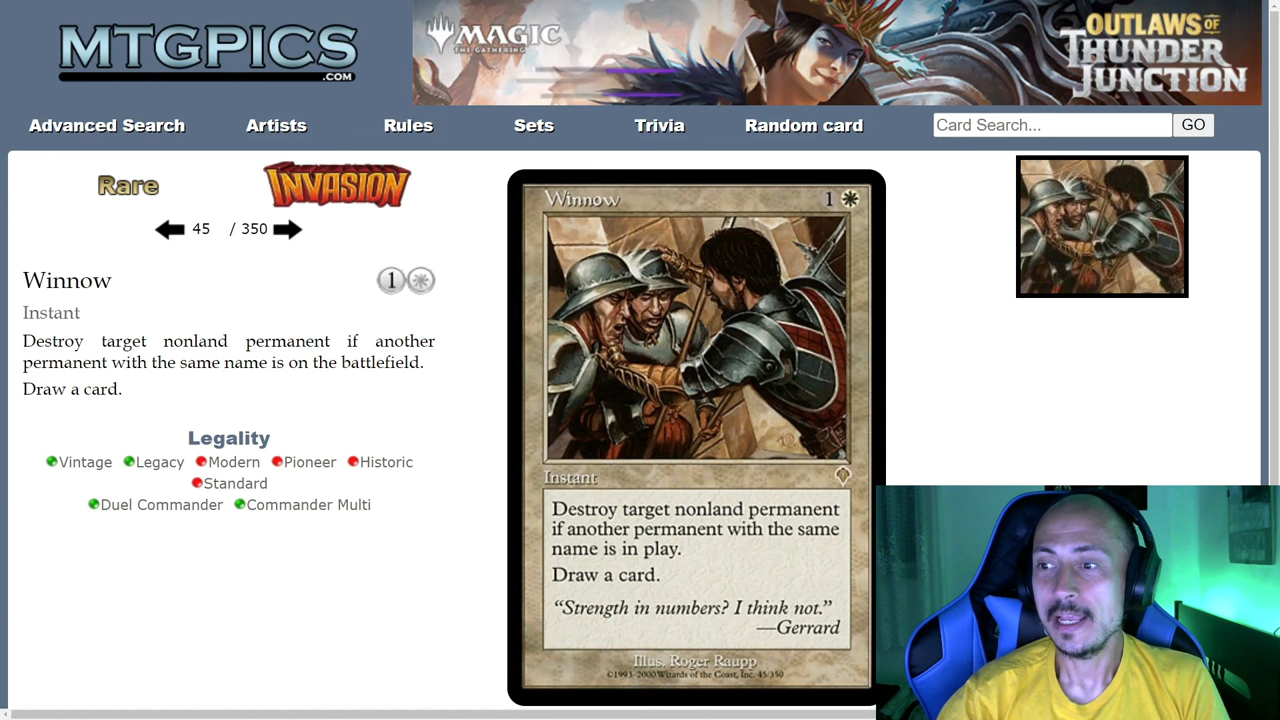 MTGPICS
.COM
MAGIC
THE GATHERING
OUTLAWS OF
THUNDER
JUNCTION
Advanced Search Artists Rules Sets Trivia Random card Card Search... GO
Rare INVASION
45 / 350
Winnow 1
Instant
Destroy target nonland permanent if another
permanent with the same name is on the battlefield.
Draw a card.
Legality
Vintage Legacy Modern Pioneer Historic
Standard
Duel Commander Commander Multi
Winnow 1
Instant
Destroy target nonland permanent
if another permanent with the same
name is in play.
Draw a card.
“Strength in numbers? I think not.”
—Gerrard
Illus. Roger Raupp
©1993–2000 Wizards of the Coast, Inc. 45/350